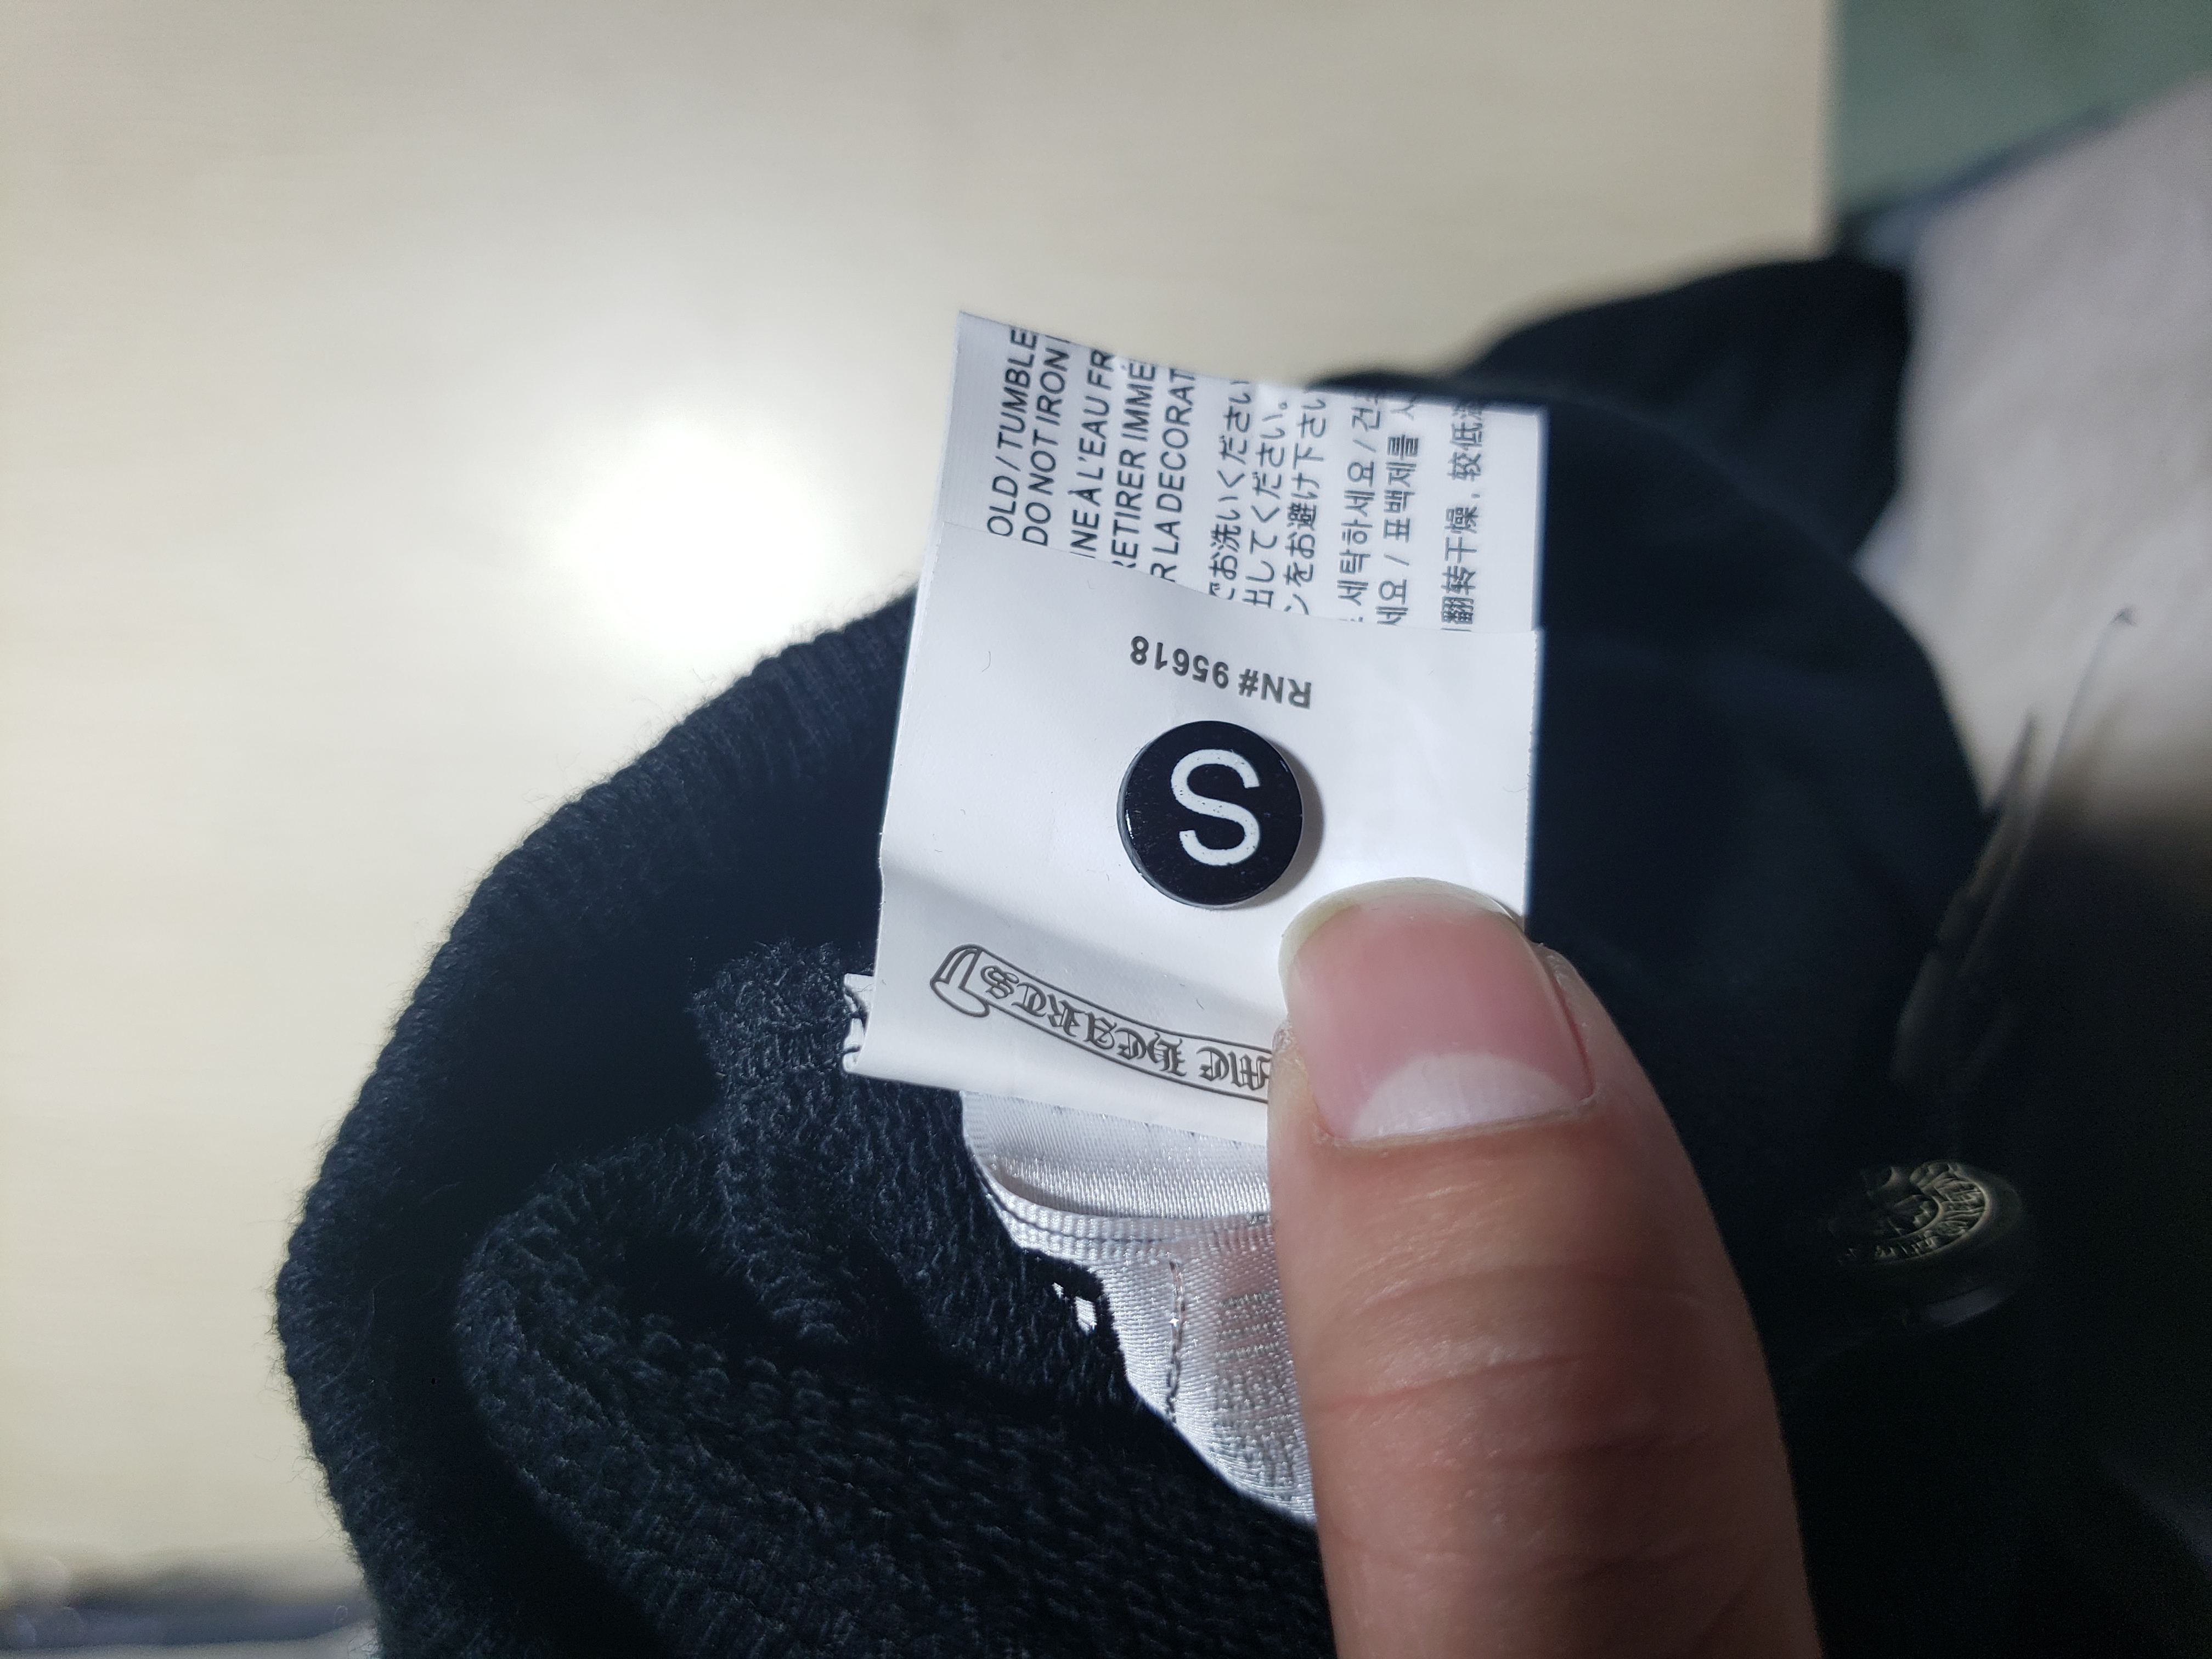 ME HEARTS
S
RN# 95618
OLD / TUMBLE
DO NOT IRON
NE À L'EAU FR
RETIRER IMMÉ
R LA DECORAT
でお洗いください
出してください。
ンをお避け下さい
세탁하세요 / 건
세요 / 표백제를
翻转干燥, 较低